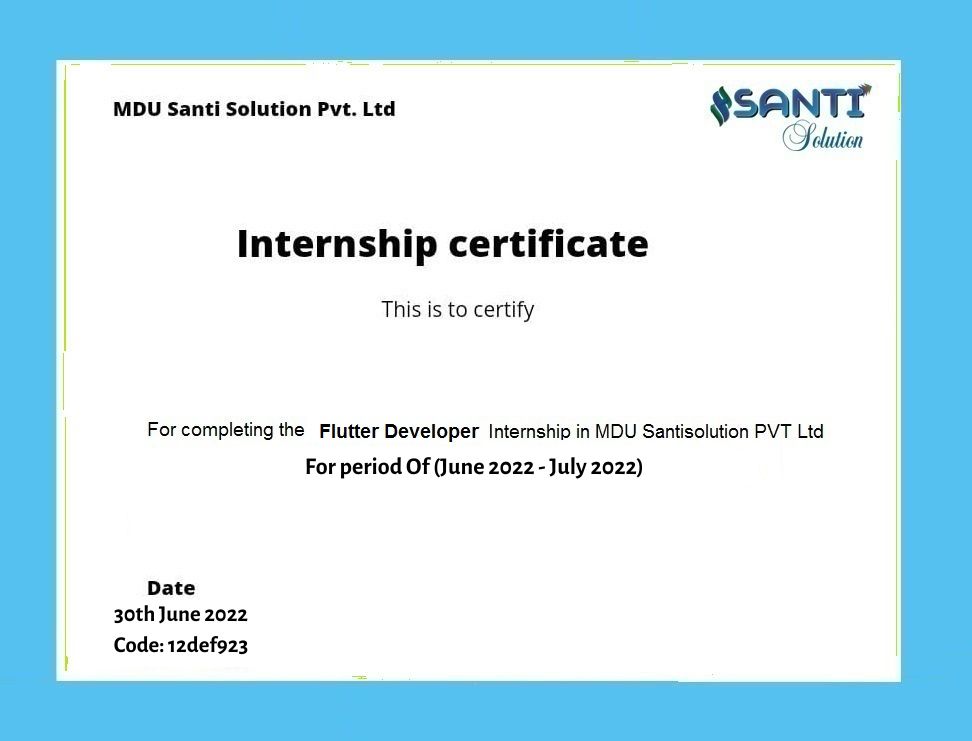 MDU Santi Solution Pvt. Ltd
SANTI
Solution
Internship certificate
This is to certify
For completing the Flutter Developer Internship in MDU Santisolution PVT Ltd
For period Of (June 2022 - July 2022)
Date
30th June 2022
Code: 12def923